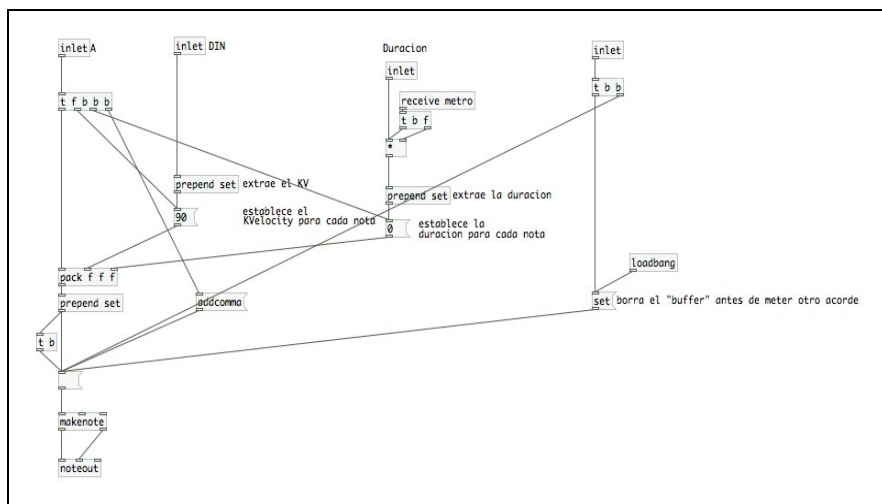 inlet A
inlet DIN
Duracion
inlet
inlet
receive metro
t f b b b
t b f
t b b
*
prepend set extrae el KV
prepend set extrae la duracion
90
establece el
KVelocity para cada nota
0
establece la
duracion para cada nota
loadbang
pack f f f
prepend set
addcomma
set borra el "buffer" antes de meter otro acorde
t b
makenote
noteout